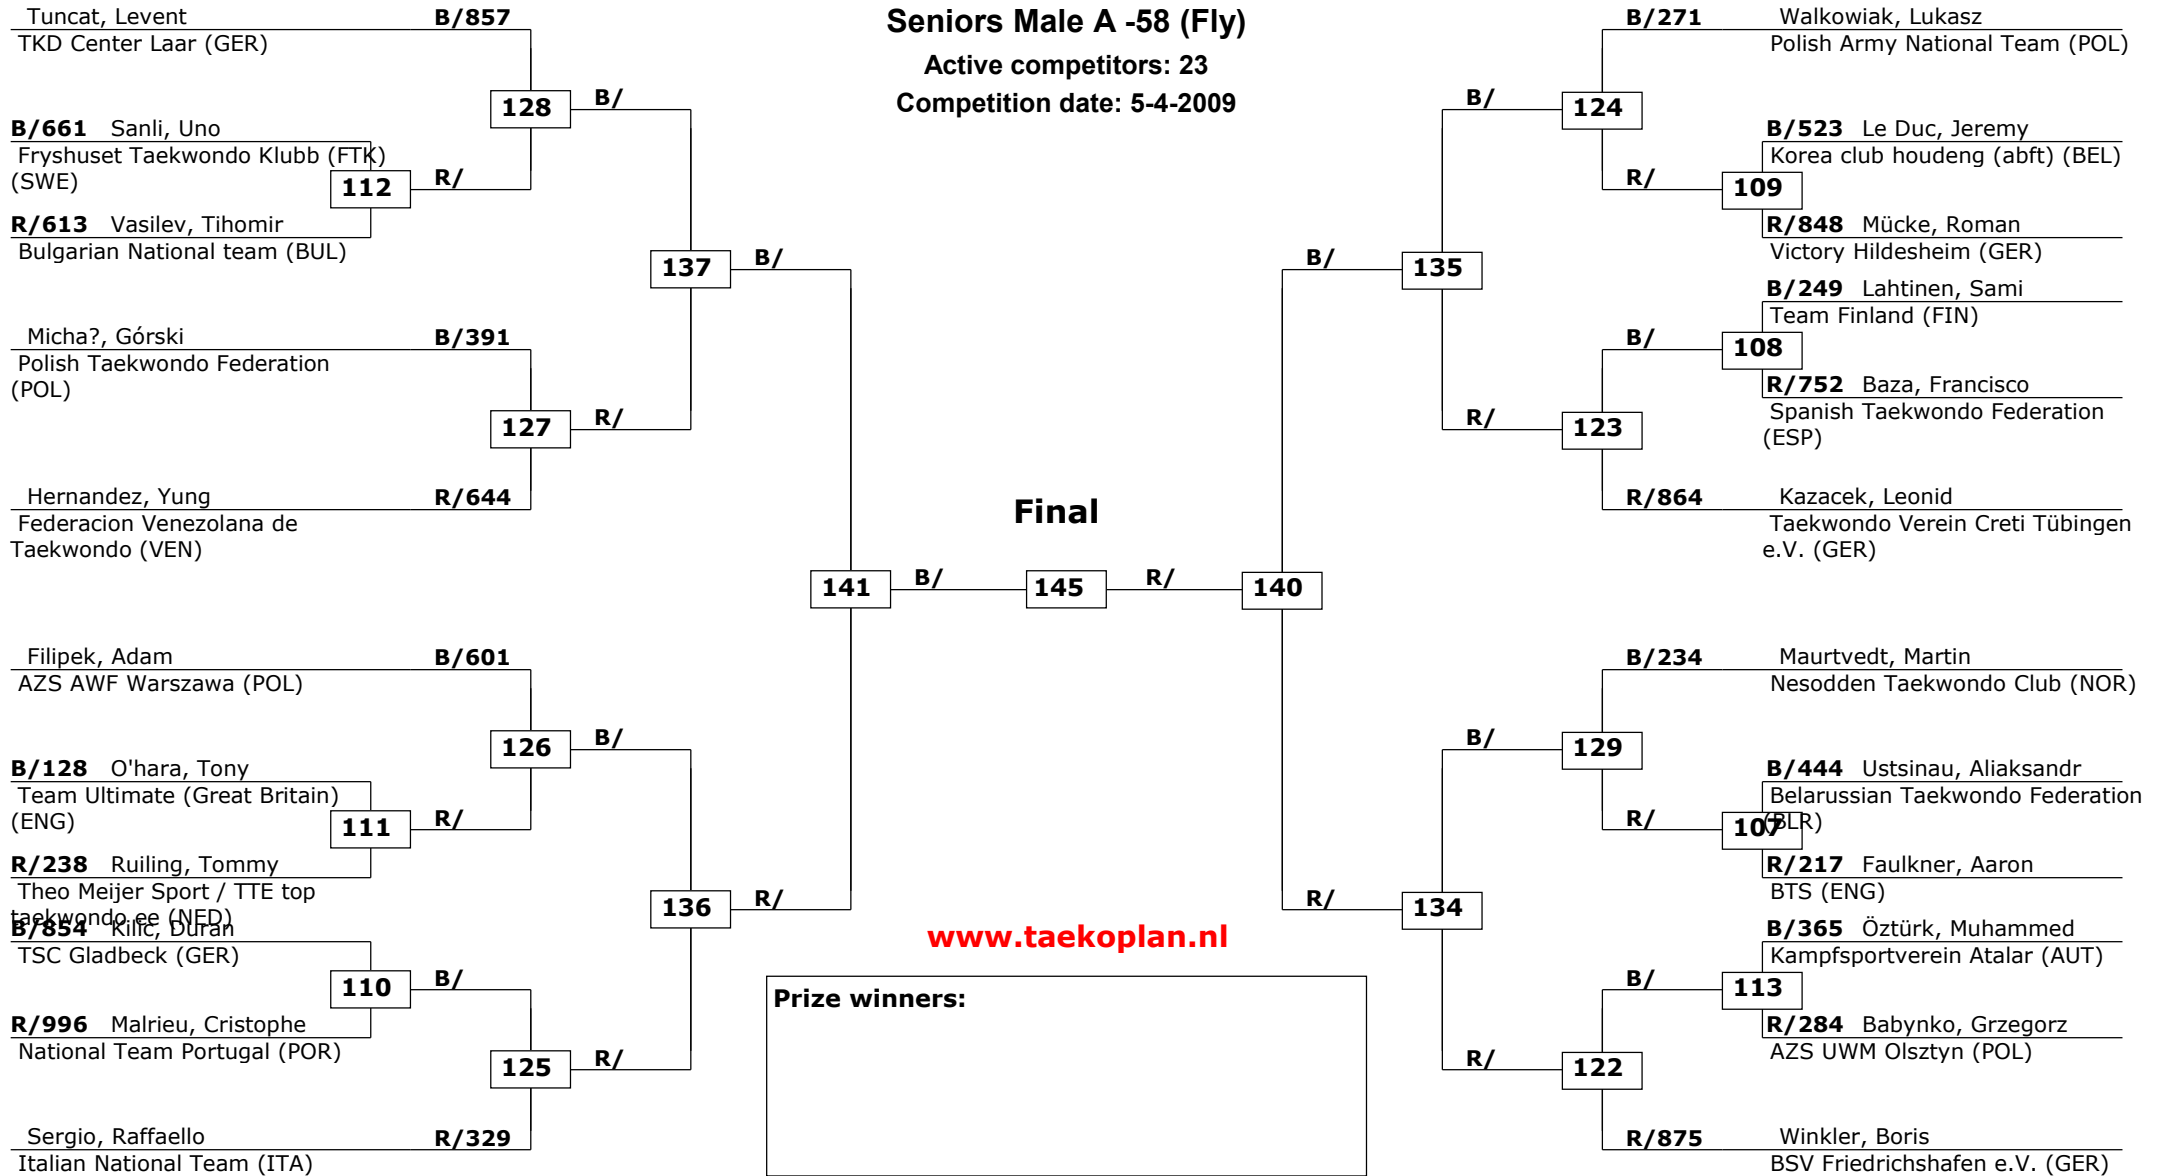 Seniors Male A -58 (Fly)
Active competitors: 23
Competition date: 5-4-2009
Tuncat, Levent B/857
TKD Center Laar (GER)
128 B/
B/661 Sanli, Uno
Fryshuset Taekwondo Klubb (FTK)
(SWE)
112 R/
R/613 Vasilev, Tihomir
Bulgarian National team (BUL)
137 B/
Micha?, Górski B/391
Polish Taekwondo Federation
(POL)
127 R/
Hernandez, Yung R/644
Federacion Venezolana de
Taekwondo (VEN)
141 B/
Filipek, Adam B/601
AZS AWF Warszawa (POL)
126 B/
B/128 O'hara, Tony
Team Ultimate (Great Britain)
(ENG)
111 R/
R/238 Ruiling, Tommy
Theo Meijer Sport / TTE top
taekwondo ee (NED)
136 R/
B/854 Kilic, Duran
TSC Gladbeck (GER)
110 B/
R/996 Malrieu, Cristophe
National Team Portugal (POR)
125 R/
Sergio, Raffaello R/329
Italian National Team (ITA)
Final
145
B/271 Walkowiak, Lukasz
Polish Army National Team (POL)
B/ 124
B/523 Le Duc, Jeremy
Korea club houdeng (abft) (BEL)
R/ 109
R/848 Mücke, Roman
Victory Hildesheim (GER)
B/ 135
B/249 Lahtinen, Sami
Team Finland (FIN)
B/ 108
R/752 Baza, Francisco
Spanish Taekwondo Federation
(ESP)
R/ 123
R/864 Kazacek, Leonid
Taekwondo Verein Creti Tübingen
e.V. (GER)
R/ 140
B/234 Maurtvedt, Martin
Nesodden Taekwondo Club (NOR)
B/ 129
B/444 Ustsinau, Aliaksandr
Belarussian Taekwondo Federation
(BLR)
R/ 107
R/217 Faulkner, Aaron
BTS (ENG)
R/ 134
B/365 Öztürk, Muhammed
Kampfsportverein Atalar (AUT)
B/ 113
R/284 Babynko, Grzegorz
AZS UWM Olsztyn (POL)
R/ 122
R/875 Winkler, Boris
BSV Friedrichshafen e.V. (GER)
www.taekoplan.nl
Prize winners: